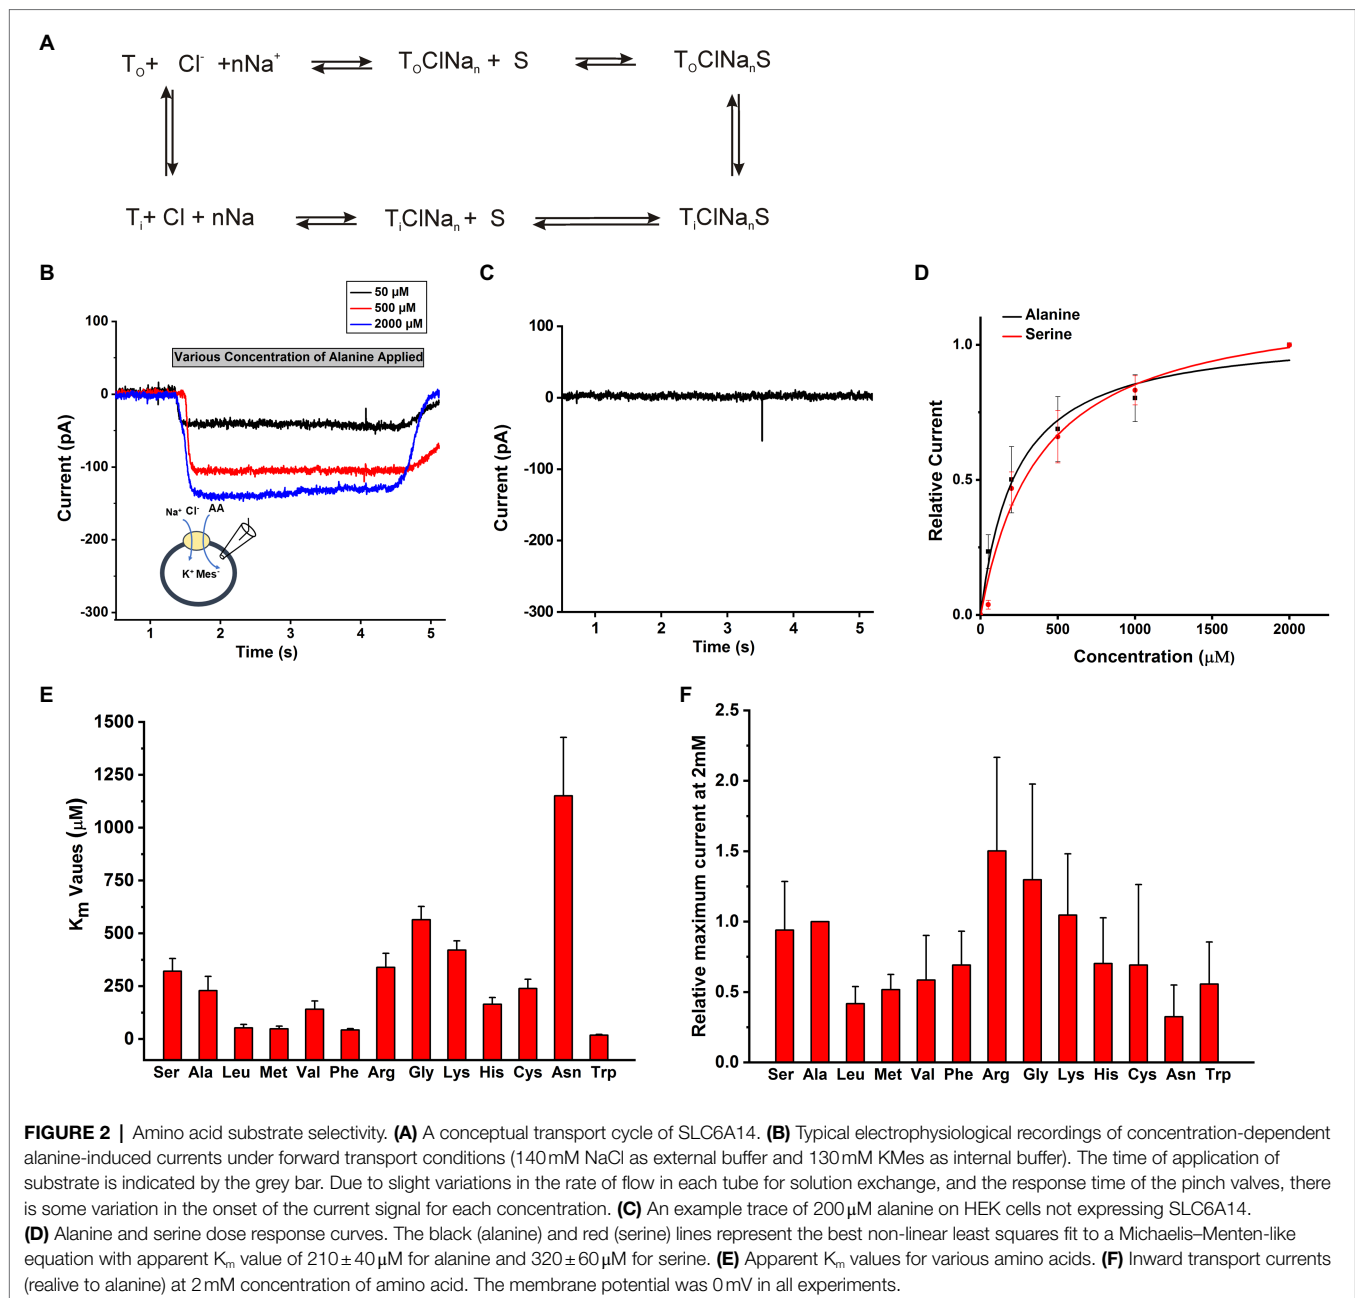 A
T_O + Cl⁻ +nNa⁺ T_OClNa_n + S T_OClNa_nS
T_i + Cl + nNa T_iClNa_n + S T_iClNa_nS
B
50 µM
500 µM
2000 µM
Various Concentration of Alanine Applied
100
0
-100
-200
-300
Current (pA)
Na⁺ Cl⁻ AA
K⁺ Mes⁻
1 2 3 4 5
Time (s)
C
100
0
-100
-200
-300
Current (pA)
1 2 3 4 5
Time (s)
D
Alanine
Serine
1.0
0.5
0.0
Relative Current
0 500 1000 1500 2000
Concentration (µM)
E
1500
1250
1000
750
500
250
0
K_m Vaues (µM)
Ser Ala Leu Met Val Phe Arg Gly Lys His Cys Asn Trp
F
2.5
2.0
1.5
1.0
0.5
0.0
Relative maximum current at 2mM
Ser Ala Leu Met Val Phe Arg Gly Lys His Cys Asn Trp
FIGURE 2 | Amino acid substrate selectivity. (A) A conceptual transport cycle of SLC6A14. (B) Typical electrophysiological recordings of concentration-dependent
alanine-induced currents under forward transport conditions (140 mM NaCl as external buffer and 130 mM KMes as internal buffer). The time of application of
substrate is indicated by the grey bar. Due to slight variations in the rate of flow in each tube for solution exchange, and the response time of the pinch valves, there
is some variation in the onset of the current signal for each concentration. (C) An example trace of 200 µM alanine on HEK cells not expressing SLC6A14.
(D) Alanine and serine dose response curves. The black (alanine) and red (serine) lines represent the best non-linear least squares fit to a Michaelis–Menten-like
equation with apparent K_m value of 210 ± 40 µM for alanine and 320 ± 60 µM for serine. (E) Apparent K_m values for various amino acids. (F) Inward transport currents
(realive to alanine) at 2 mM concentration of amino acid. The membrane potential was 0 mV in all experiments.